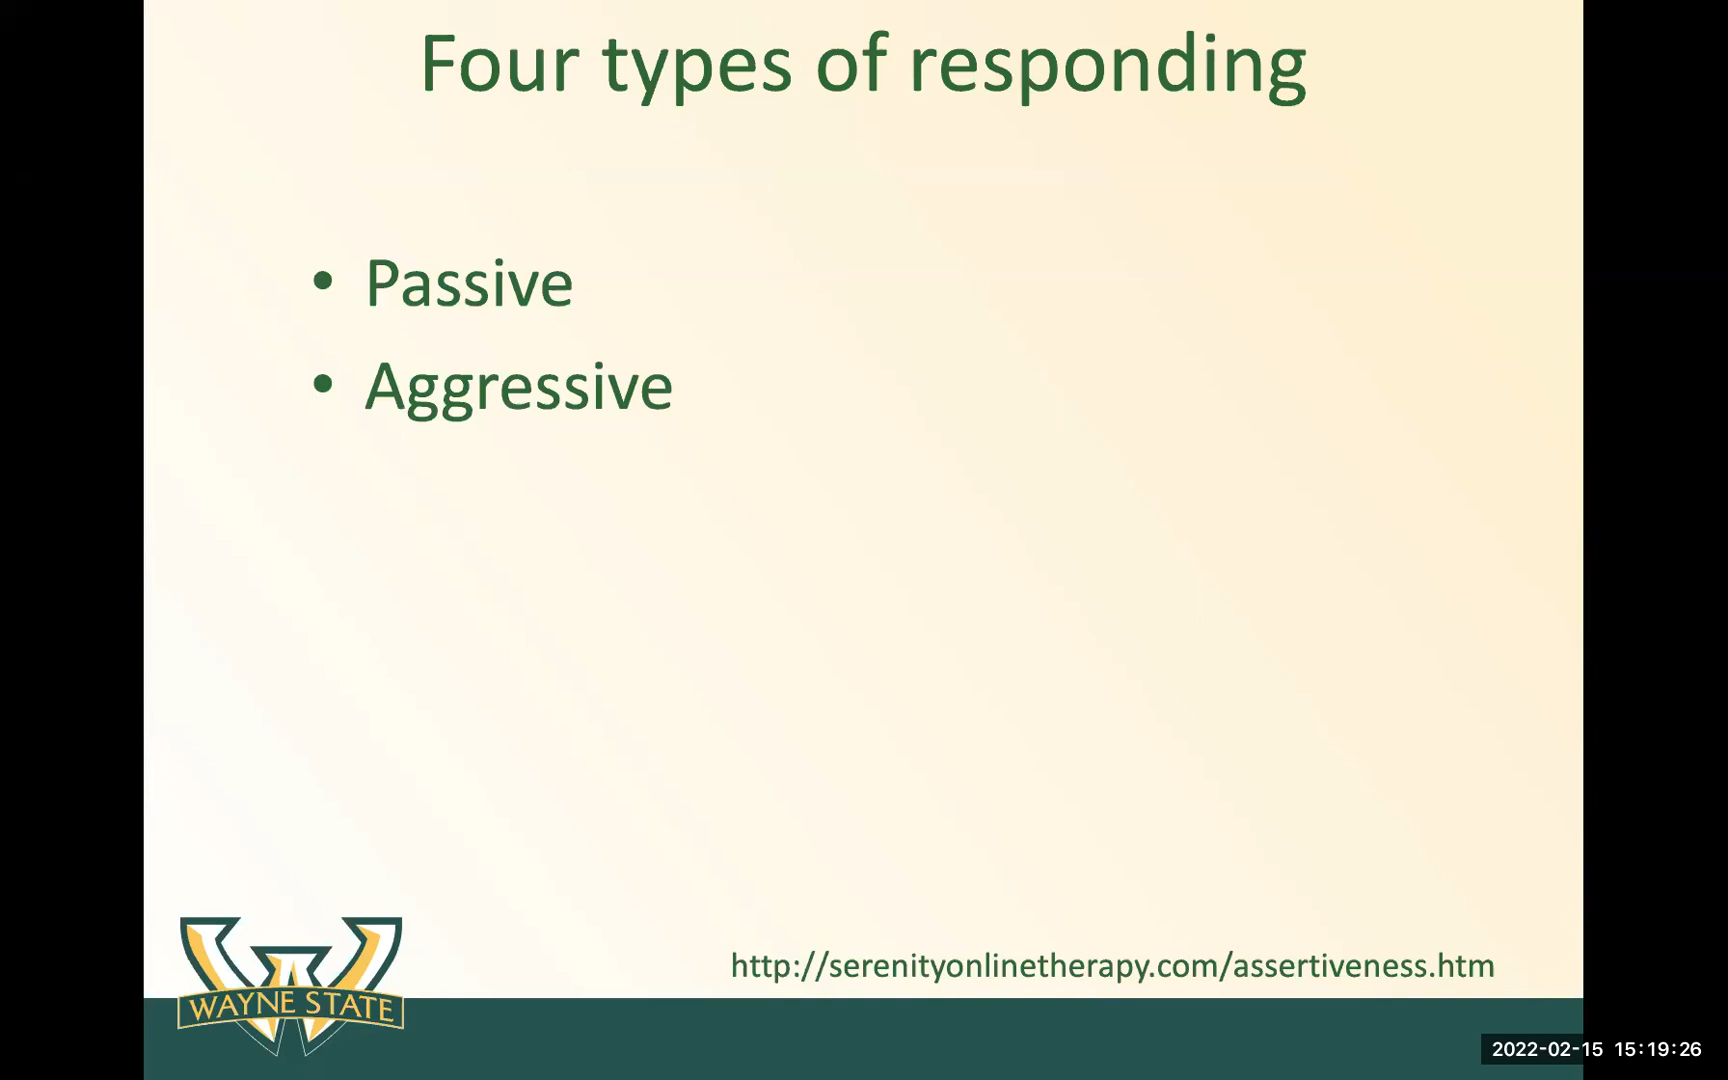 Four types of responding
• Passive
• Aggressive
http://serenityonlinetherapy.com/assertiveness.htm
WAYNE STATE
2022-02-15 15:19:26